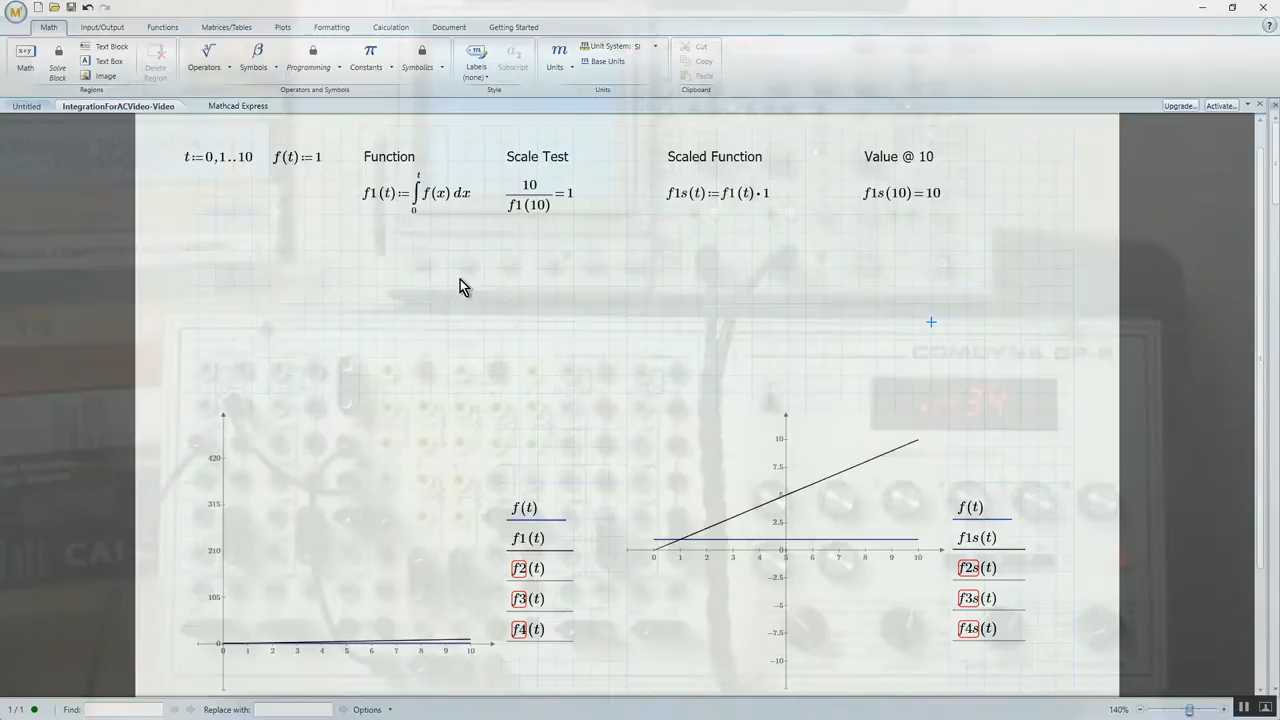 Math Input/Output Functions Matrices/Tables Plots Formatting Calculation Document Getting Started
Math Solve Block Text Block Text Box Image Delete Region Operators Symbols Programming Constants Symbolics Labels (none) Subscript Units Unit System: SI Base Units Cut Copy Paste
Regions Operators and Symbols Style Units Clipboard
Untitled IntegrationForACVideo-Video Mathcad Express Upgrade... Activate...
t:=0,1..10 f(t):=1 Function Scale Test Scaled Function Value @ 10
f1(t):=∫₀ᵗ f(x) dx 10/f1(10)=1 f1s(t):=f1(t)·1 f1s(10)=10
COMDYNA GP-6
.34
420
315
210
105
0
0 1 2 3 4 5 6 7 8 9 10
f(t)
f1(t)
f2(t)
f3(t)
f4(t)
10
7.5
5
2.5
0
-2.5
-5
-7.5
-10
0 1 2 3 4 5 6 7 8 9 10
f(t)
f1s(t)
f2s(t)
f3s(t)
f4s(t)
1 / 1 Find: Replace with: Options 140%